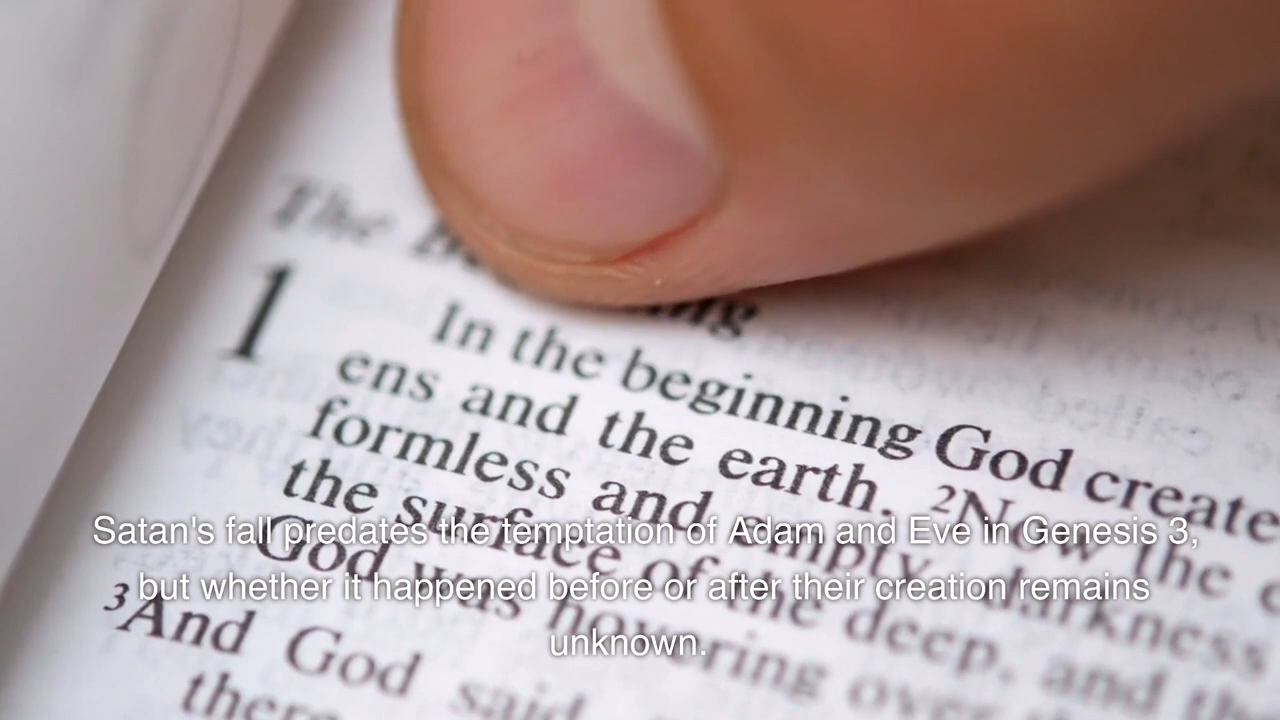 The
1 In the beginning God create
ens and the earth. 2Now the
formless and empty, darkness
the surface of the deep, and the
God was hovering over
3And God said
there
Satan's fall predates the temptation of Adam and Eve in Genesis 3,
but whether it happened before or after their creation remains
unknown.